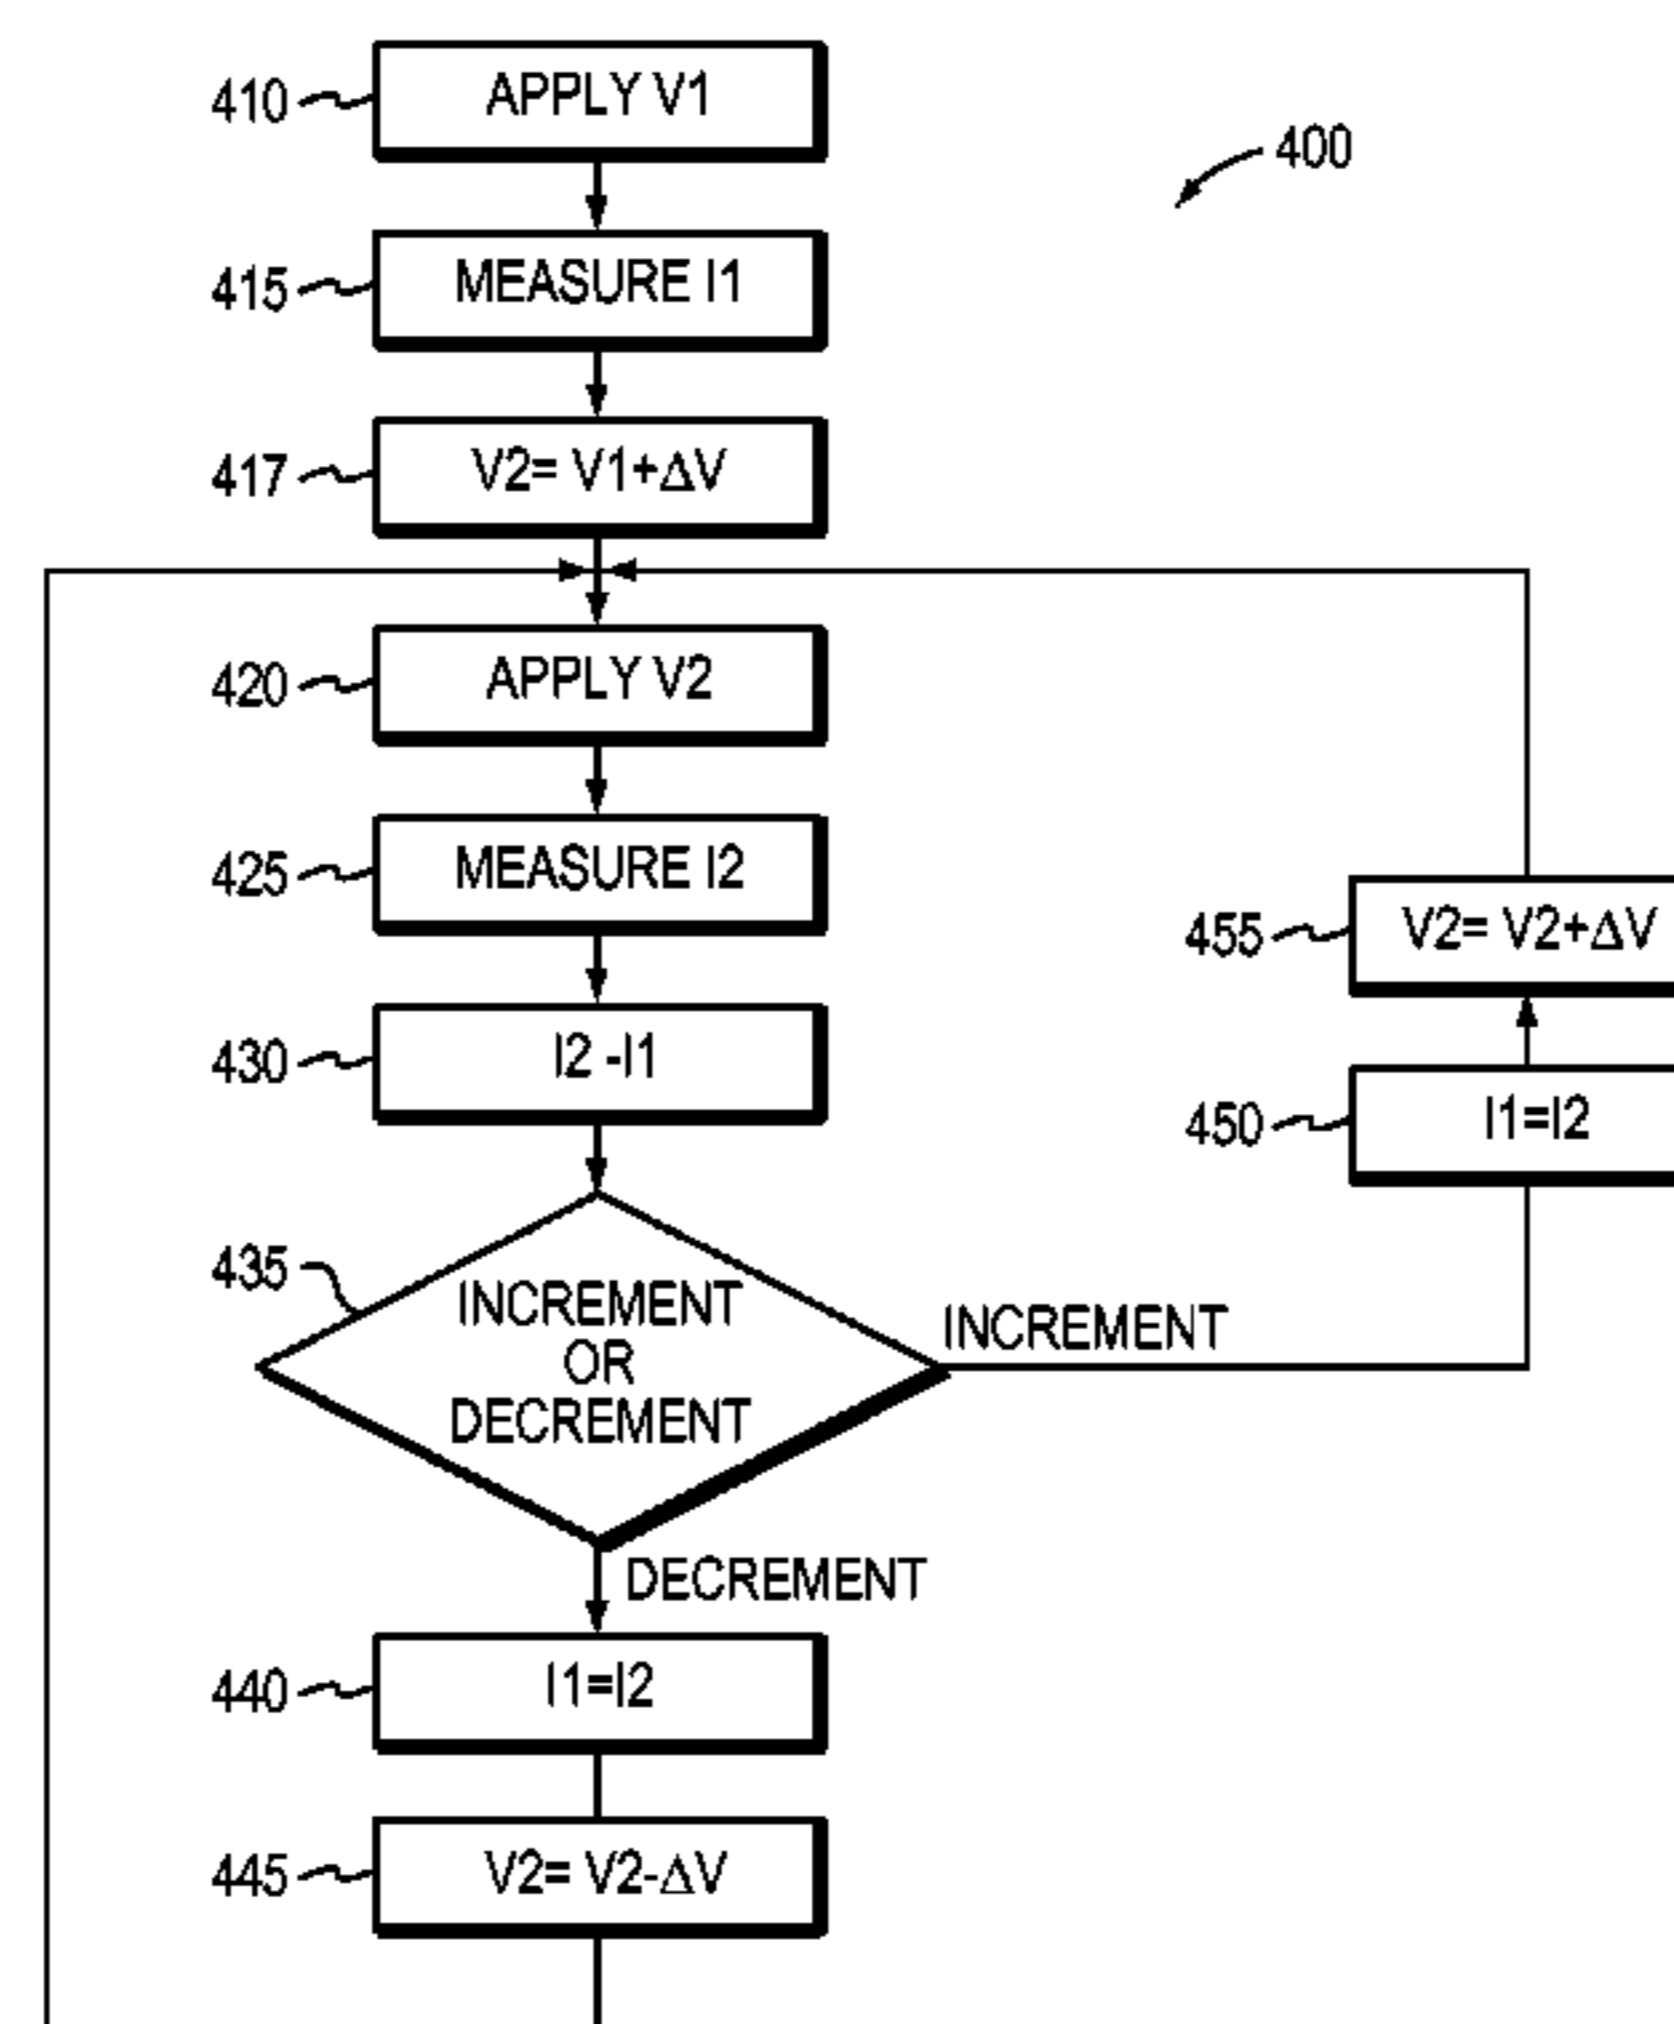 410
APPLY V1
400
415
MEASURE I1
417
V2= V1+ΔV
420
APPLY V2
425
MEASURE I2
455
V2= V2+ΔV
430
I2 -I1
450
I1=I2
435
INCREMENT
OR
DECREMENT
INCREMENT
DECREMENT
440
I1=I2
445
V2= V2-ΔV